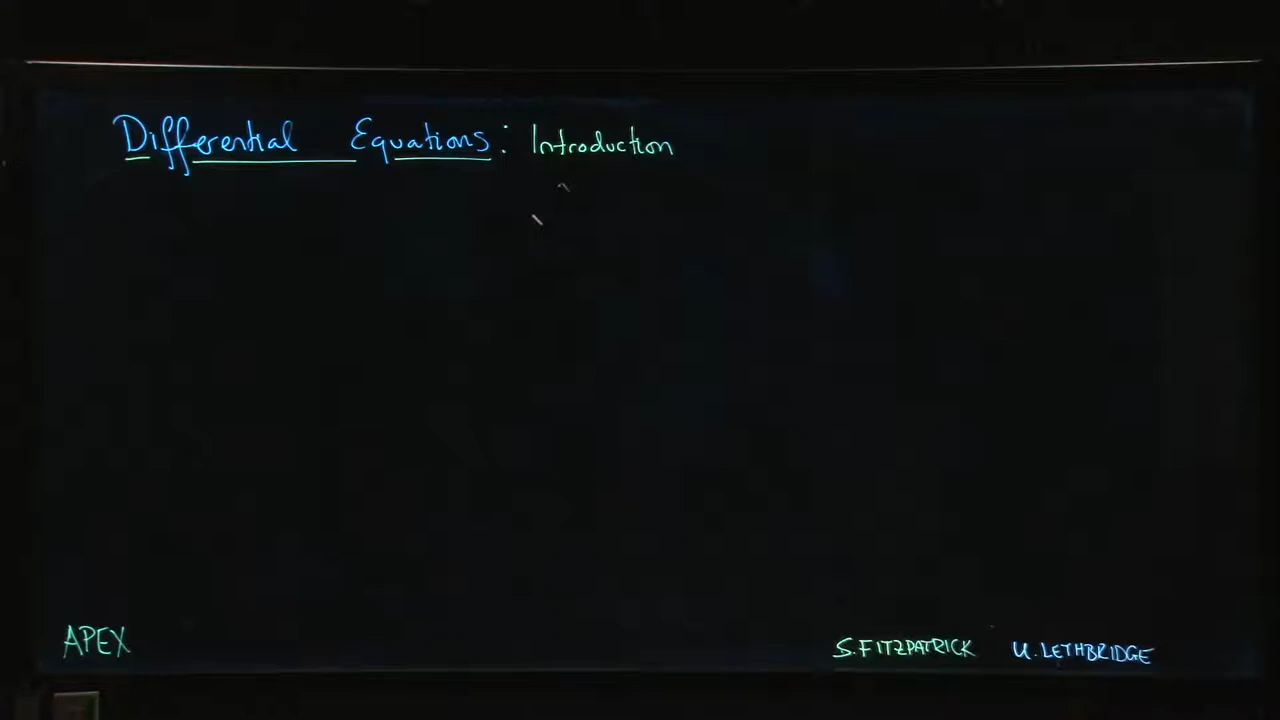 Differential Equations: Introduction
APEX
S. FITZPATRICK U. LETHBRIDGE